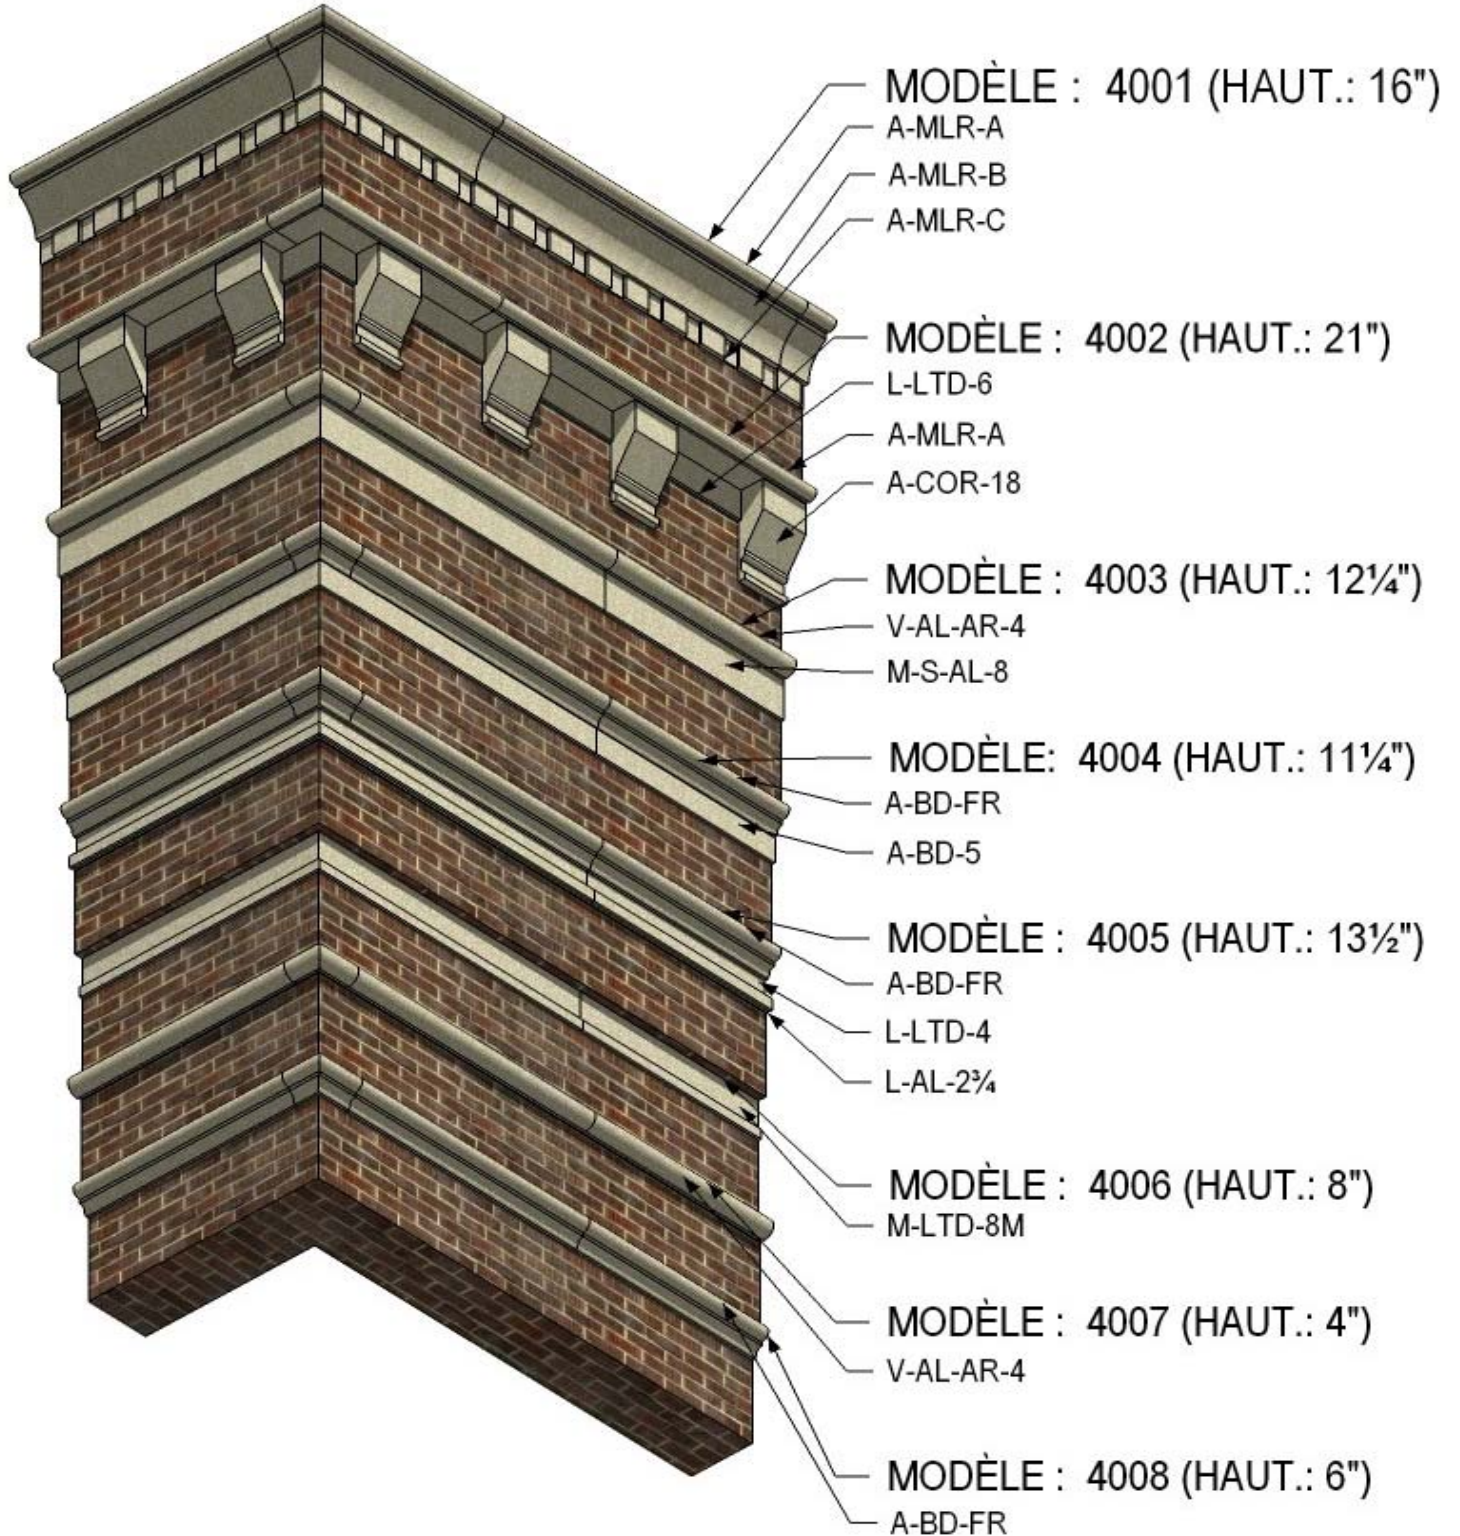 MODÈLE : 4001 (HAUT.: 16")
A-MLR-A
A-MLR-B
A-MLR-C
MODÈLE : 4002 (HAUT.: 21")
L-LTD-6
A-MLR-A
A-COR-18
MODÈLE : 4003 (HAUT.: 12¼")
V-AL-AR-4
M-S-AL-8
MODÈLE: 4004 (HAUT.: 11¼")
A-BD-FR
A-BD-5
MODÈLE : 4005 (HAUT.: 13½")
A-BD-FR
L-LTD-4
L-AL-2¾
MODÈLE : 4006 (HAUT.: 8")
M-LTD-8M
MODÈLE : 4007 (HAUT.: 4")
V-AL-AR-4
MODÈLE : 4008 (HAUT.: 6")
A-BD-FR